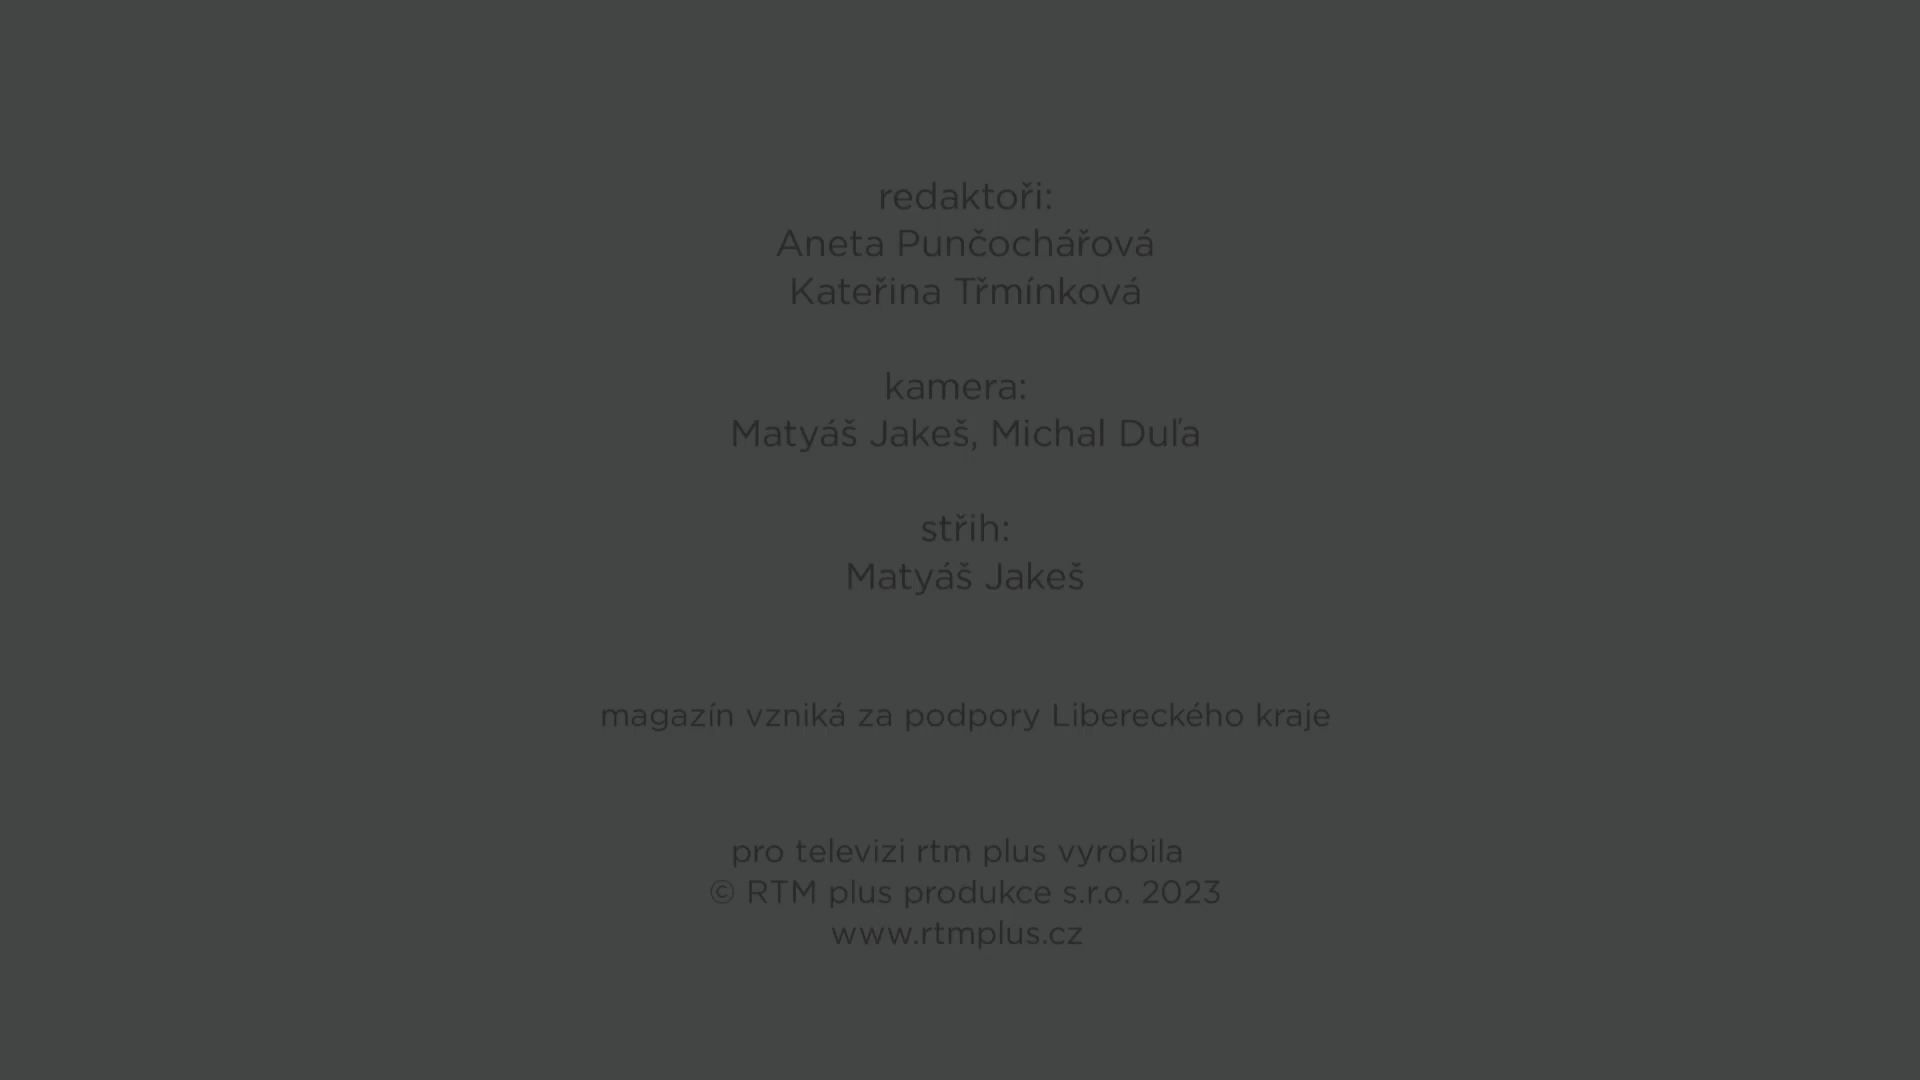 redaktoři:
Aneta Punčochářová
Kateřina Třmínková
kamera:
Matyáš Jakeš, Michal Duľa
střih:
Matyáš Jakeš
magazín vzniká za podpory Libereckého kraje
pro televizi rtm plus vyrobila
© RTM plus produkce s.r.o. 2023
www.rtmplus.cz